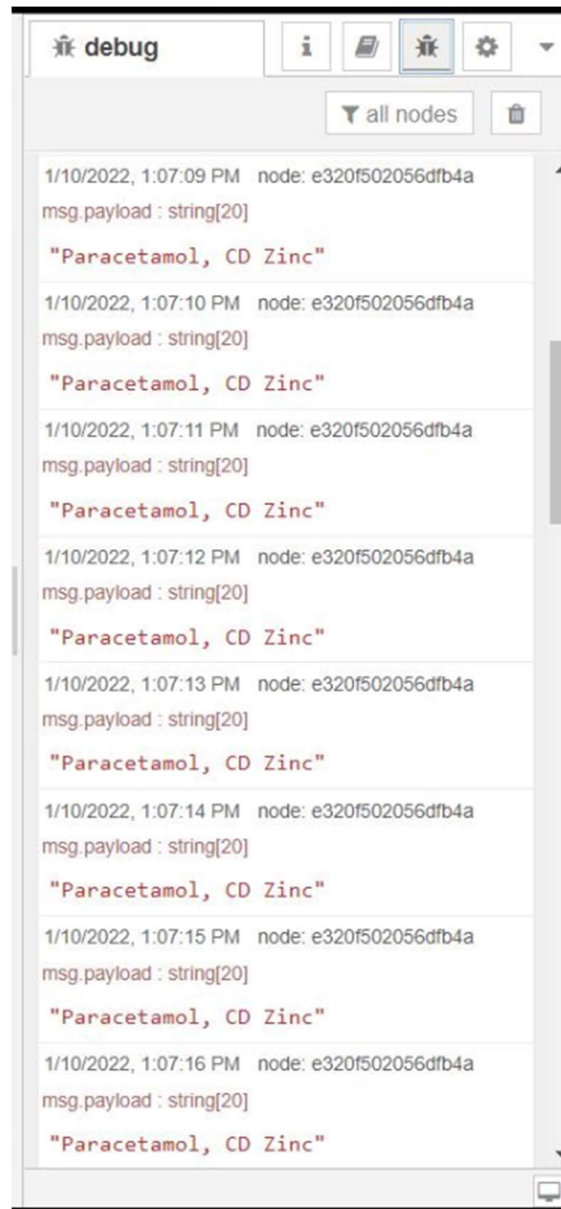 debug
i
all nodes
1/10/2022, 1:07:09 PM node: e320f502056dfb4a
msg.payload : string[20]
"Paracetamol, CD Zinc"
1/10/2022, 1:07:10 PM node: e320f502056dfb4a
msg.payload : string[20]
"Paracetamol, CD Zinc"
1/10/2022, 1:07:11 PM node: e320f502056dfb4a
msg.payload : string[20]
"Paracetamol, CD Zinc"
1/10/2022, 1:07:12 PM node: e320f502056dfb4a
msg.payload : string[20]
"Paracetamol, CD Zinc"
1/10/2022, 1:07:13 PM node: e320f502056dfb4a
msg.payload : string[20]
"Paracetamol, CD Zinc"
1/10/2022, 1:07:14 PM node: e320f502056dfb4a
msg.payload : string[20]
"Paracetamol, CD Zinc"
1/10/2022, 1:07:15 PM node: e320f502056dfb4a
msg.payload : string[20]
"Paracetamol, CD Zinc"
1/10/2022, 1:07:16 PM node: e320f502056dfb4a
msg.payload : string[20]
"Paracetamol, CD Zinc"